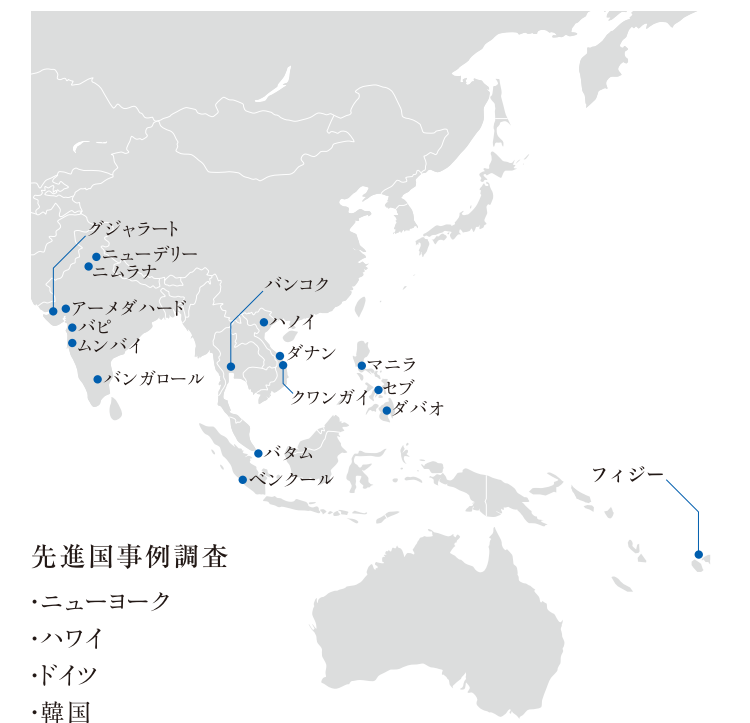 グジャラート
ニューデリー
ニムラナ
バンコク
アーメダハード
ハノイ
バピ
ムンバイ
ダナン
マニラ
バンガロール
セブ
クワンガイ
ダバオ
バタム
ベンクール
フィジー
先進国事例調査
・ニューヨーク
・ハワイ
・ドイツ
・韓国